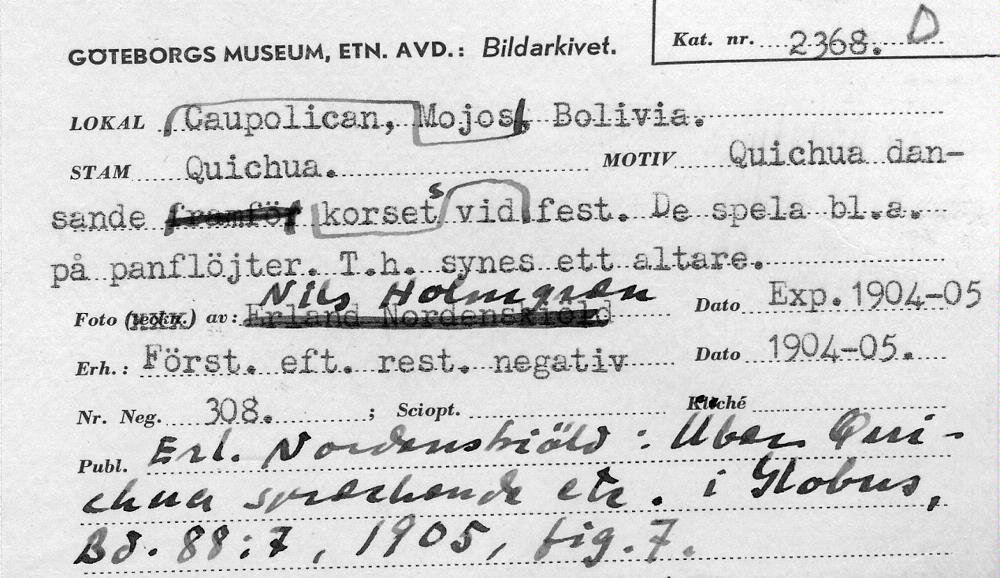 GÖTEBORGS MUSEUM, ETN. AVD.: Bildarkivet.
Kat. nr. 2368. D
LOKAL Caupolican, Mojos, Bolivia.
STAM Quichua. MOTIV Quichua dan-
sande framför korsets vid fest. De spela bl.a.
på panflöjter. T.h. synes ett altare.
Nils Holmgren
Foto (teckn.) av: Erland Nordenskiöld Dato Exp. 1904-05
Erh.: Först. eft. rest. negativ Dato 1904-05.
Nr. Neg. 308. ; Sciopt. Kliché
Publ. Erl. Nordenskiöld: Über Qui-
chua sprechende etc. i Globus,
Bd. 88:7, 1905, fig. 7.